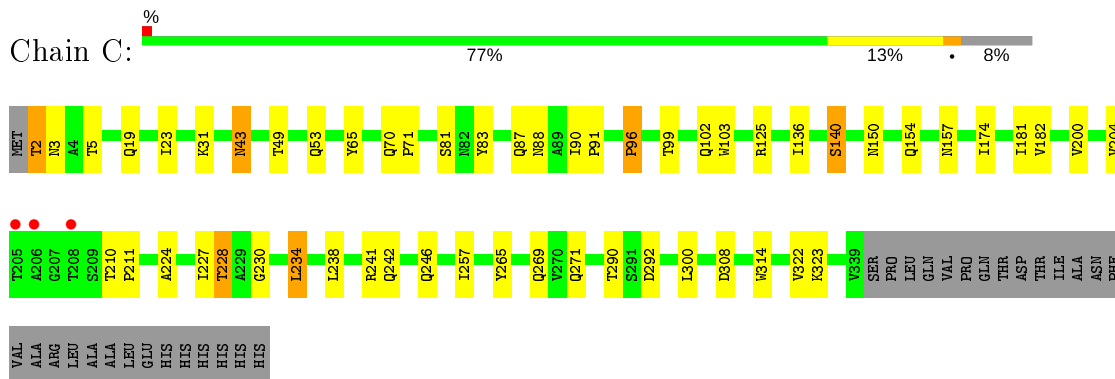 %
Chain C:
77% 13% • 8%
MET T2 N3 A4 T5 Q19 I23 K31 N43 T49 Q53 Y65 Q70 P71 S81 N82 Y83 Q87 N88 A89 I90 P91 P96 T99 Q102 W103 R125 I136 S140 N150 Q154 N157 I174 I181 V182 V200 V204
T205 A206 G207 T208 S209 T210 P211 A224 I227 T228 A229 G230 L234 L238 R241 Q242 Q246 I257 Y265 Q269 V270 Q271 T290 S291 D292 L300 D308 W314 V322 K323 V339 SER PRO LEU GLN VAL PRO GLN THR ASP THR ILE ALA ASN PHE
VAL ALA ARG LEU ALA ALA LEU GLU HIS HIS HIS HIS HIS HIS